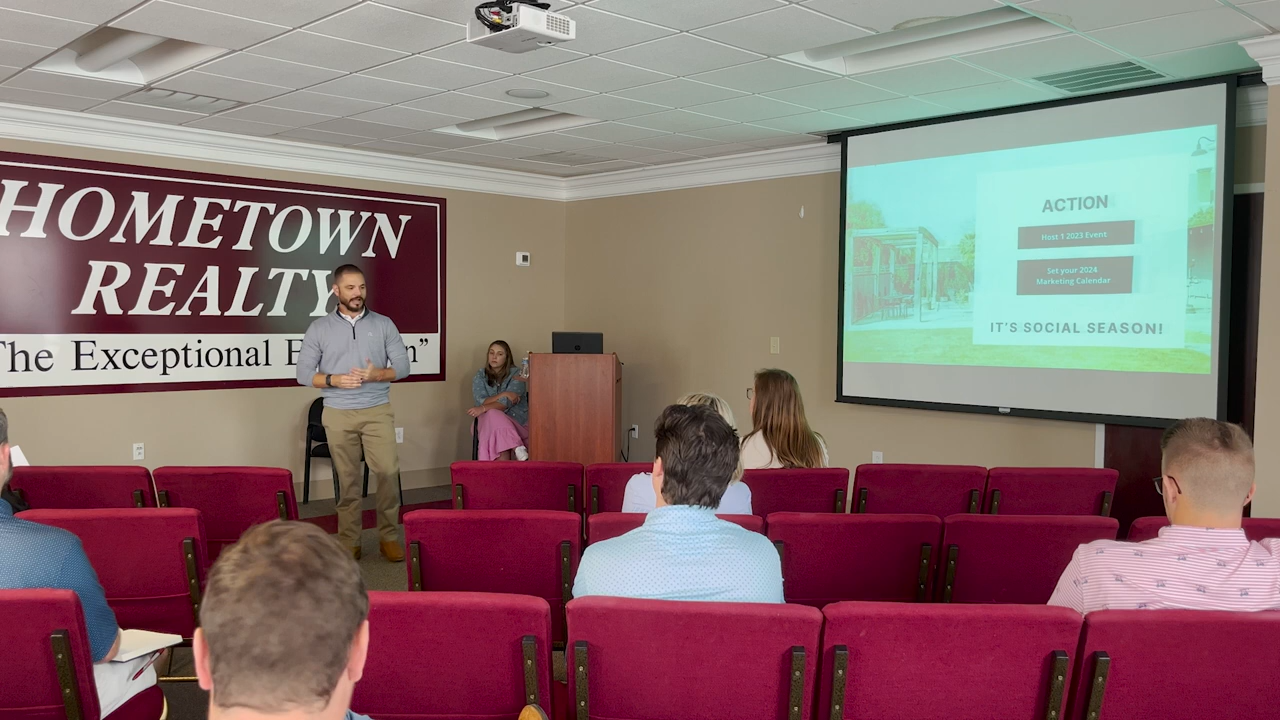 HOMETOWN
REALTY
The Exceptional E n”
ACTION
Host 1 2023 Event
Set your 2024
Marketing Calendar
IT'S SOCIAL SEASON!